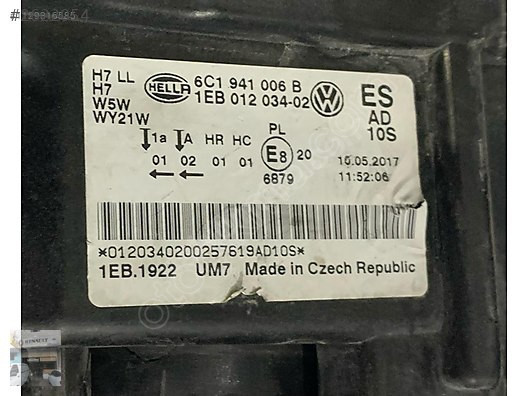 H7 LL HELLA 6C1 941 006 B ES
H7 1EB 012 034-02 AD
W5W 10S
WY21W
1a A HR HC PL
01 02 01 01 E8 20 10.05.2017
6879 11:52:06
*0120340200257619AD10S*
1EB.1922 UM7 Made in Czech Republic